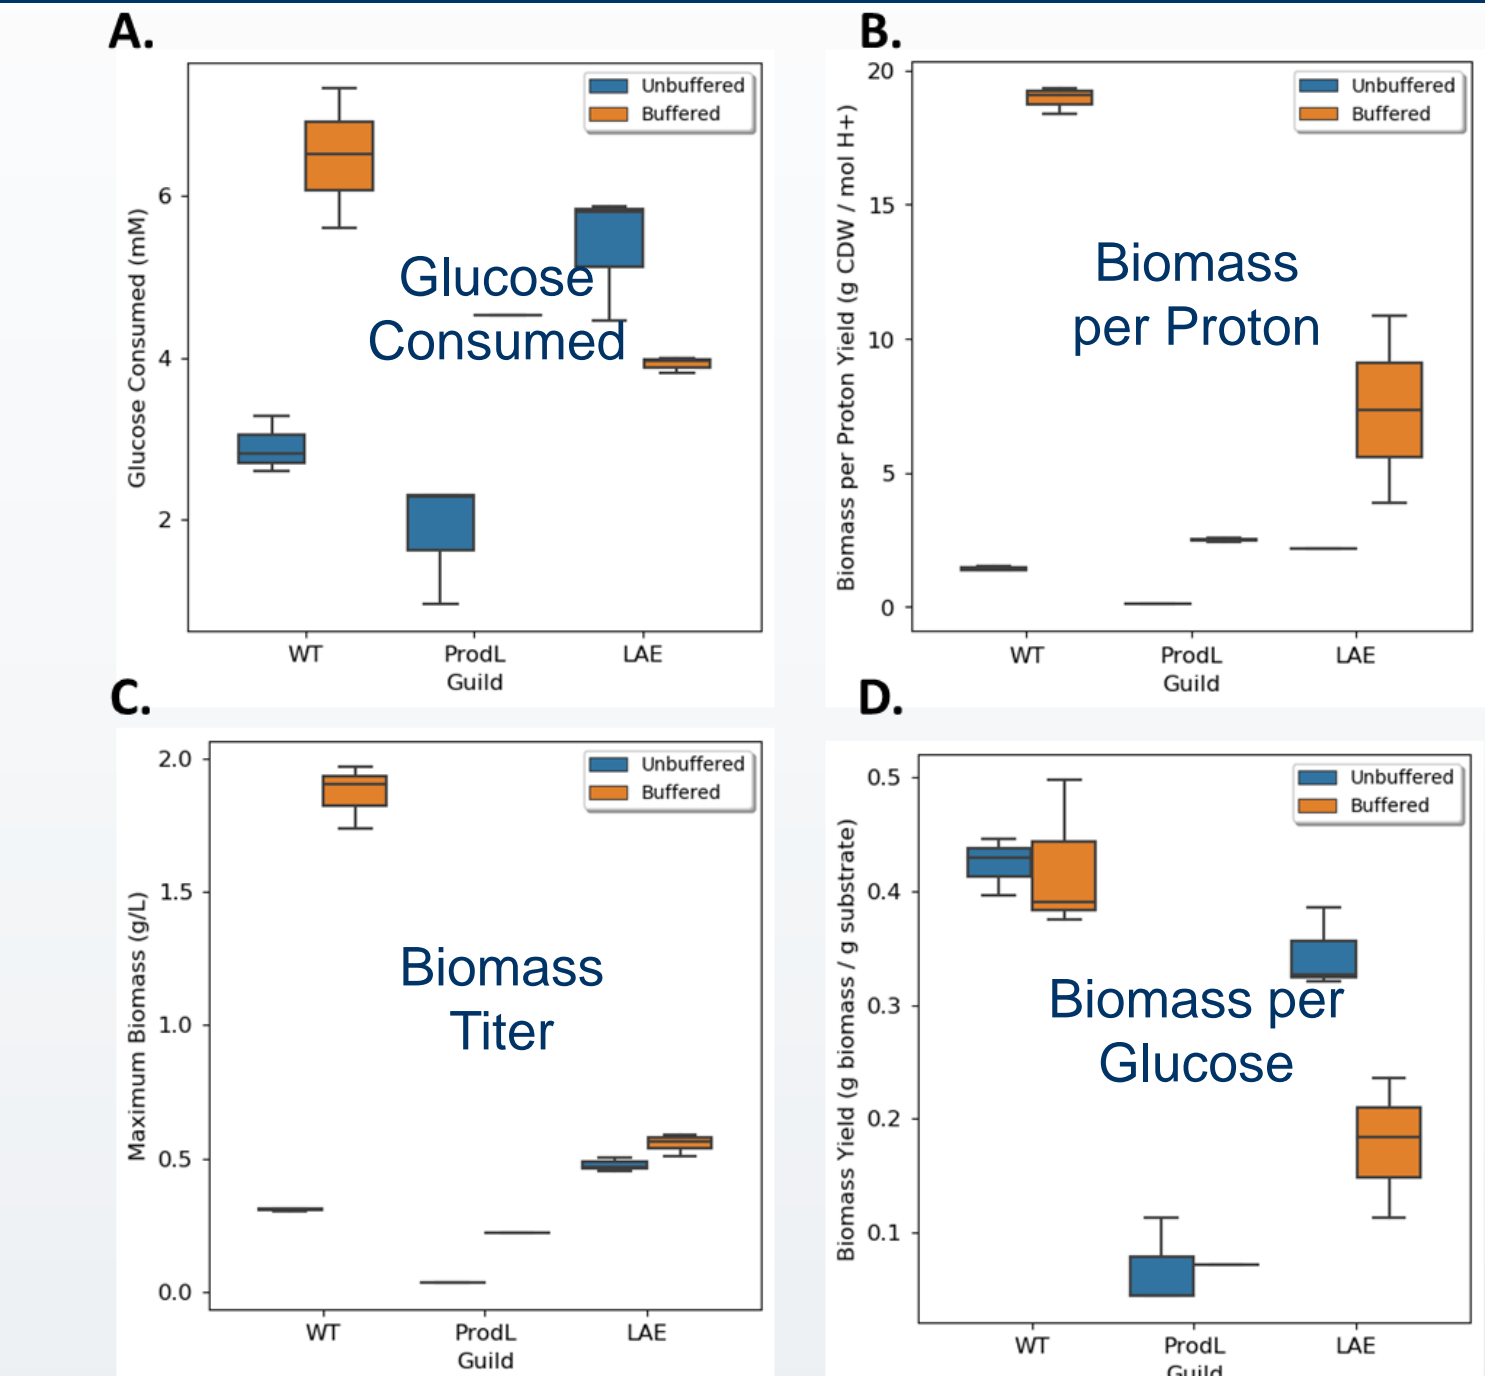 A.
Unbuffered
Buffered
Glucose Consumed (mM)
6
4
2
Glucose
Consumed
WT
ProdL
LAE
Guild
B.
Unbuffered
Buffered
Biomass per Proton Yield (g CDW / mol H+)
20
15
10
5
0
Biomass
per Proton
WT
ProdL
LAE
Guild
C.
Unbuffered
Buffered
Maximum Biomass (g/L)
2.0
1.5
1.0
0.5
0.0
Biomass
Titer
WT
ProdL
LAE
Guild
D.
Unbuffered
Buffered
Biomass Yield (g biomass / g substrate)
0.5
0.4
0.3
0.2
0.1
Biomass per
Glucose
WT
ProdL
LAE
Guild